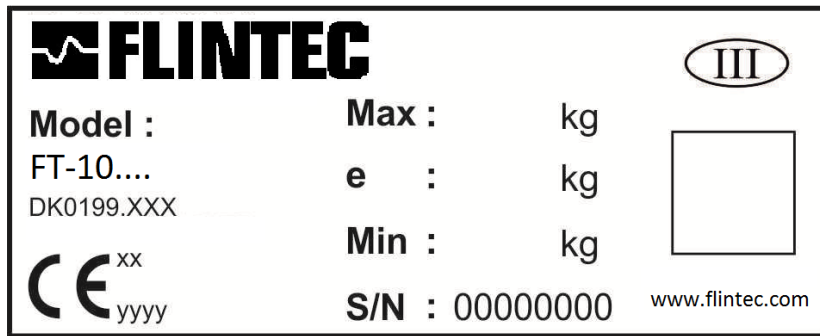 FLINTEC
III
Model :
FT-10....
DK0199.XXX
CE xx
yyyy
Max : kg
e : kg
Min : kg
S/N : 00000000
www.flintec.com